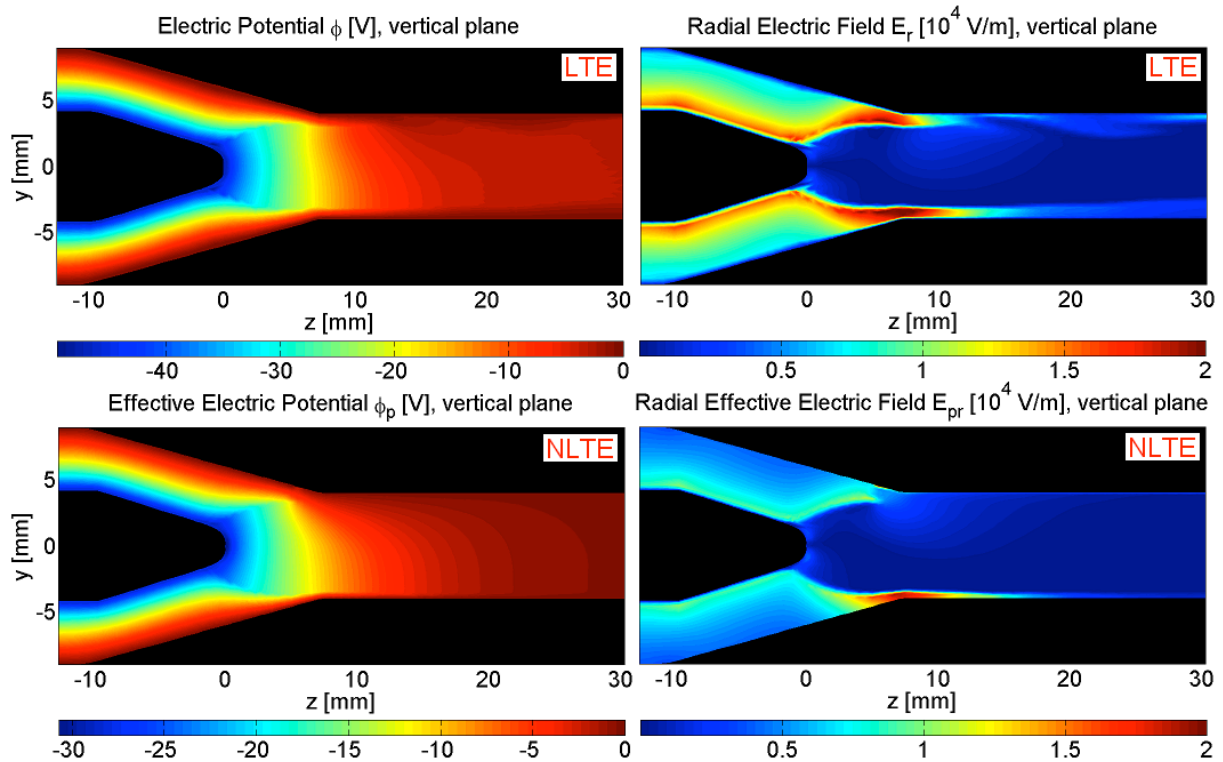 Electric Potential ϕ [V], vertical plane
LTE
5
0
-5
y [mm]
-10 0 10 20 30
z [mm]
-40 -30 -20 -10 0
Radial Electric Field E_r [10^4 V/m], vertical plane
LTE
-10 0 10 20 30
z [mm]
0.5 1 1.5 2
Effective Electric Potential ϕ_p [V], vertical plane
NLTE
5
0
-5
y [mm]
-10 0 10 20 30
z [mm]
-30 -25 -20 -15 -10 -5 0
Radial Effective Electric Field E_pr [10^4 V/m], vertical plane
NLTE
-10 0 10 20 30
z [mm]
0.5 1 1.5 2